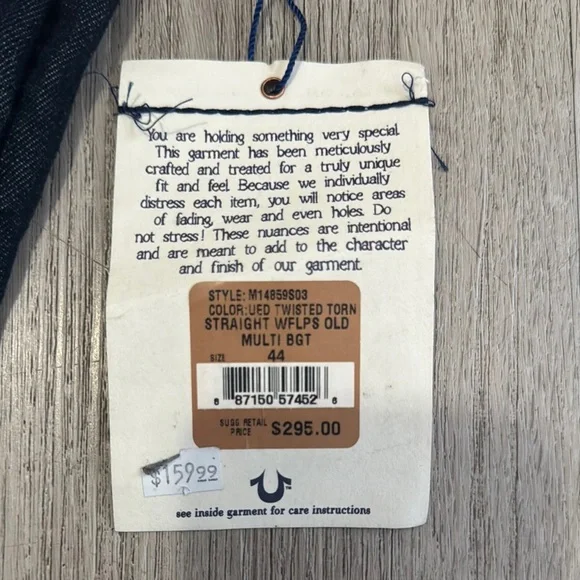 You are holding something very special.
This garment has been meticulously
crafted and treated for a truly unique
fit and feel. Because we individually
distress each item, you will notice areas
of fading, wear and even holes. Do
not stress! These nuances are intentional
and are meant to add to the character
and finish of our garment.
STYLE: M14859S03
COLOR:UED TWISTED TORN
STRAIGHT WFLPS OLD
MULTI BGT
SIZE 44
6 87150 57452 6
SUGG RETAIL PRICE $295.00
$159.99
see inside garment for care instructions